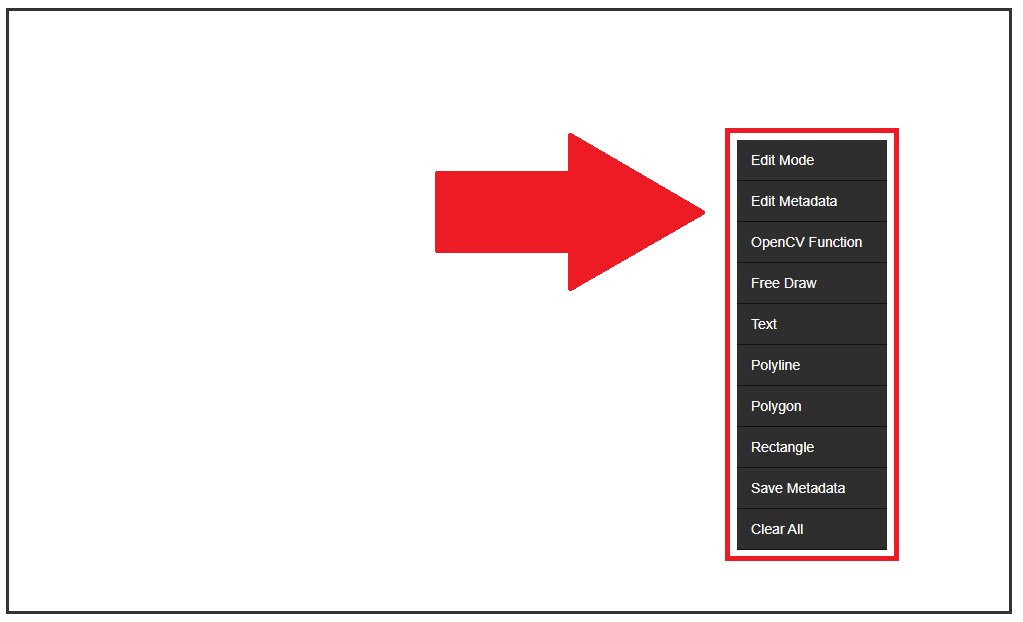 Edit Mode
Edit Metadata
OpenCV Function
Free Draw
Text
Polyline
Polygon
Rectangle
Save Metadata
Clear All